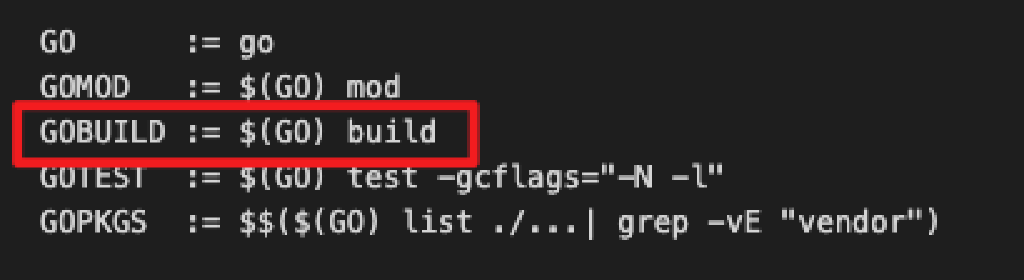 GO      := go
GOMOD   := $(GO) mod
GOBUILD := $(GO) build
GOTEST  := $(GO) test -gcflags="-N -l"
GOPKGS  := $$($(GO) list ./...| grep -vE "vendor")